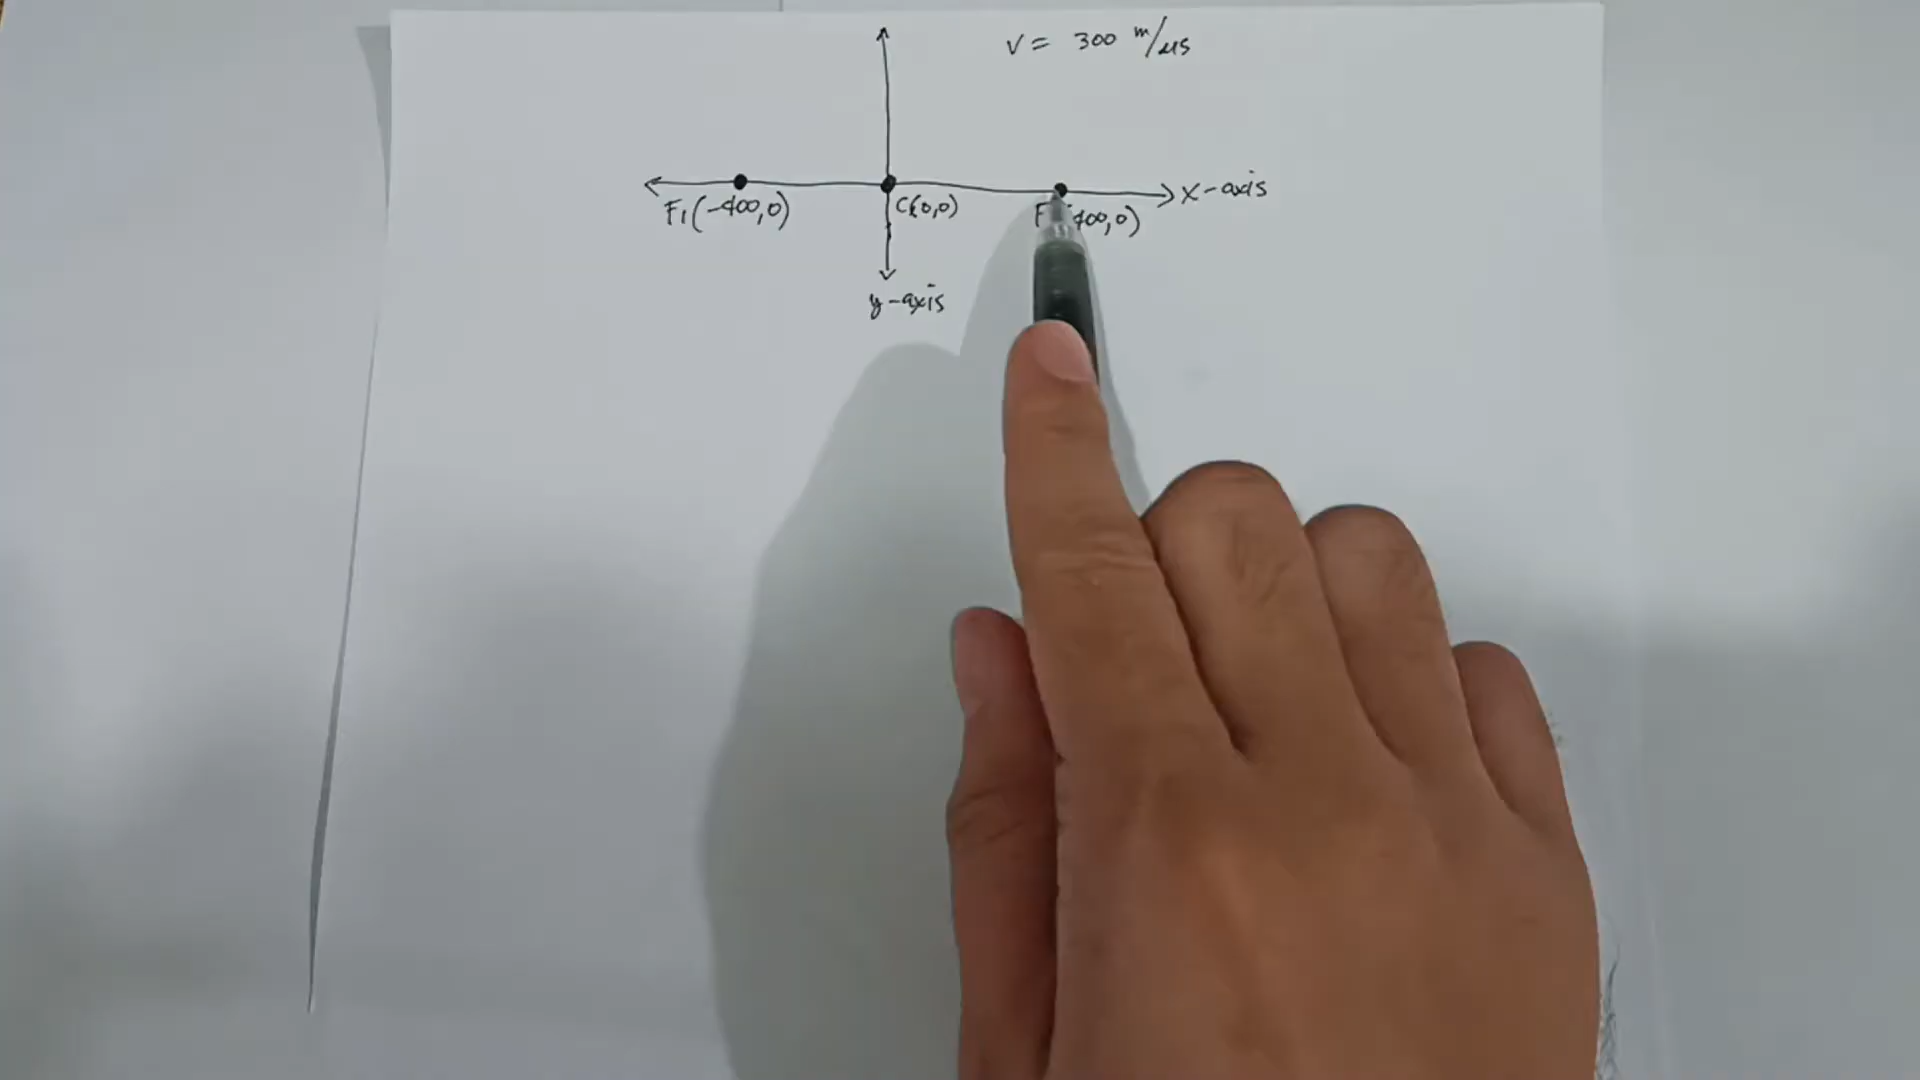 V = 300 m/μs
x-axis
F1(-400,0)
C(0,0)
F 400,0)
y-axis